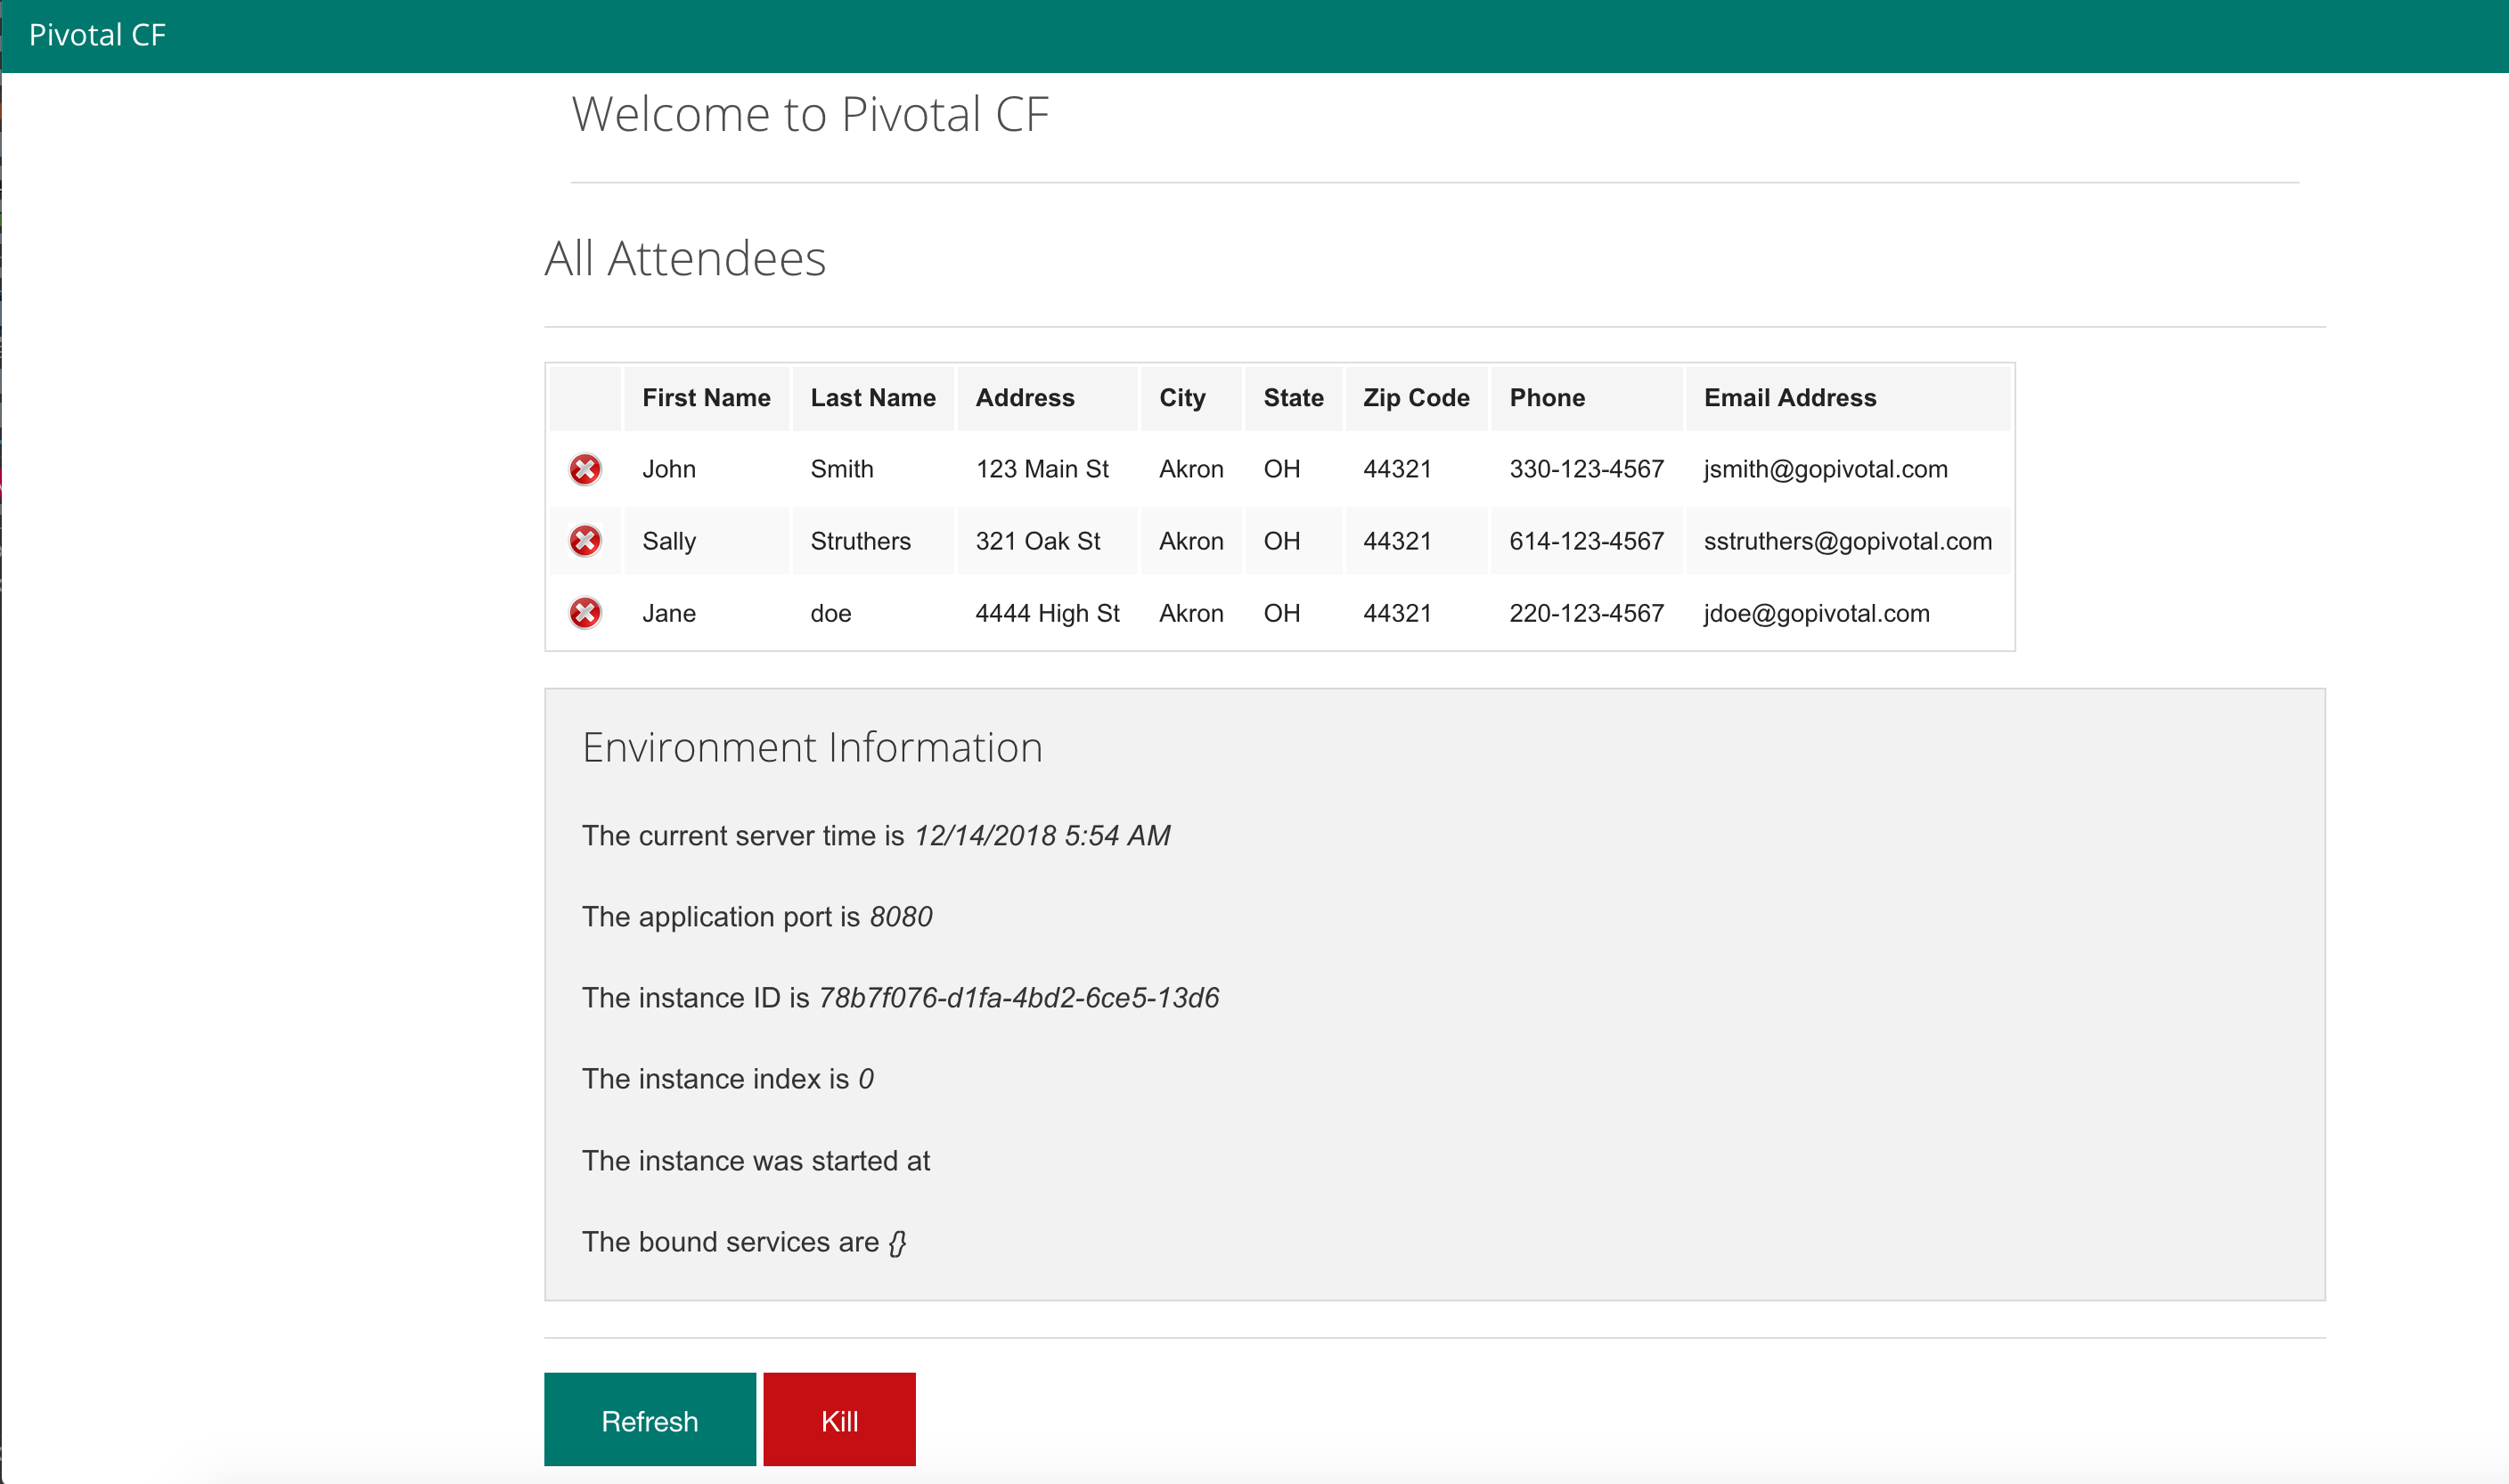 Pivotal CF
Welcome to Pivotal CF
All Attendees
First Name Last Name Address City State Zip Code Phone Email Address
John Smith 123 Main St Akron OH 44321 330-123-4567 jsmith@gopivotal.com
Sally Struthers 321 Oak St Akron OH 44321 614-123-4567 sstruthers@gopivotal.com
Jane doe 4444 High St Akron OH 44321 220-123-4567 jdoe@gopivotal.com
Environment Information
The current server time is 12/14/2018 5:54 AM
The application port is 8080
The instance ID is 78b7f076-d1fa-4bd2-6ce5-13d6
The instance index is 0
The instance was started at
The bound services are {}
Refresh Kill